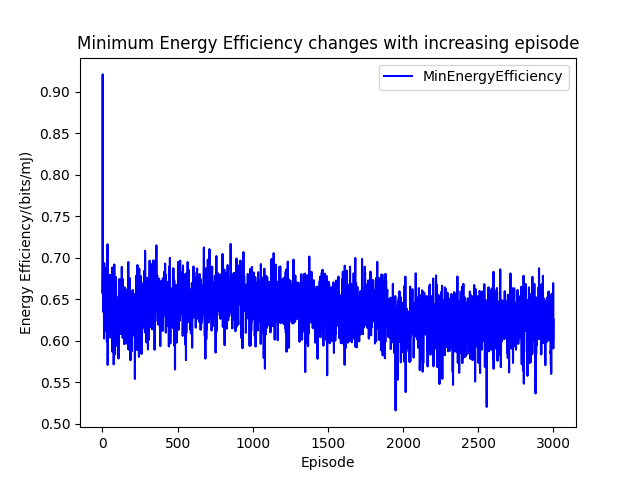 Minimum Energy Efficiency changes with increasing episode
MinEnergyEfficiency
Energy Efficiency/(bits/mJ)
0.90
0.85
0.80
0.75
0.70
0.65
0.60
0.55
0.50
0 500 1000 1500 2000 2500 3000
Episode